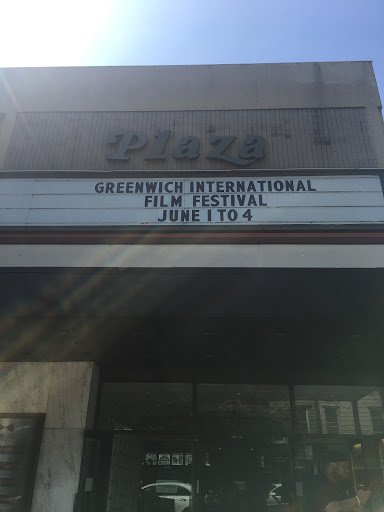 Plaza
GREENWICH INTERNATIONAL
FILM FESTIVAL
JUNE 1 TO 4